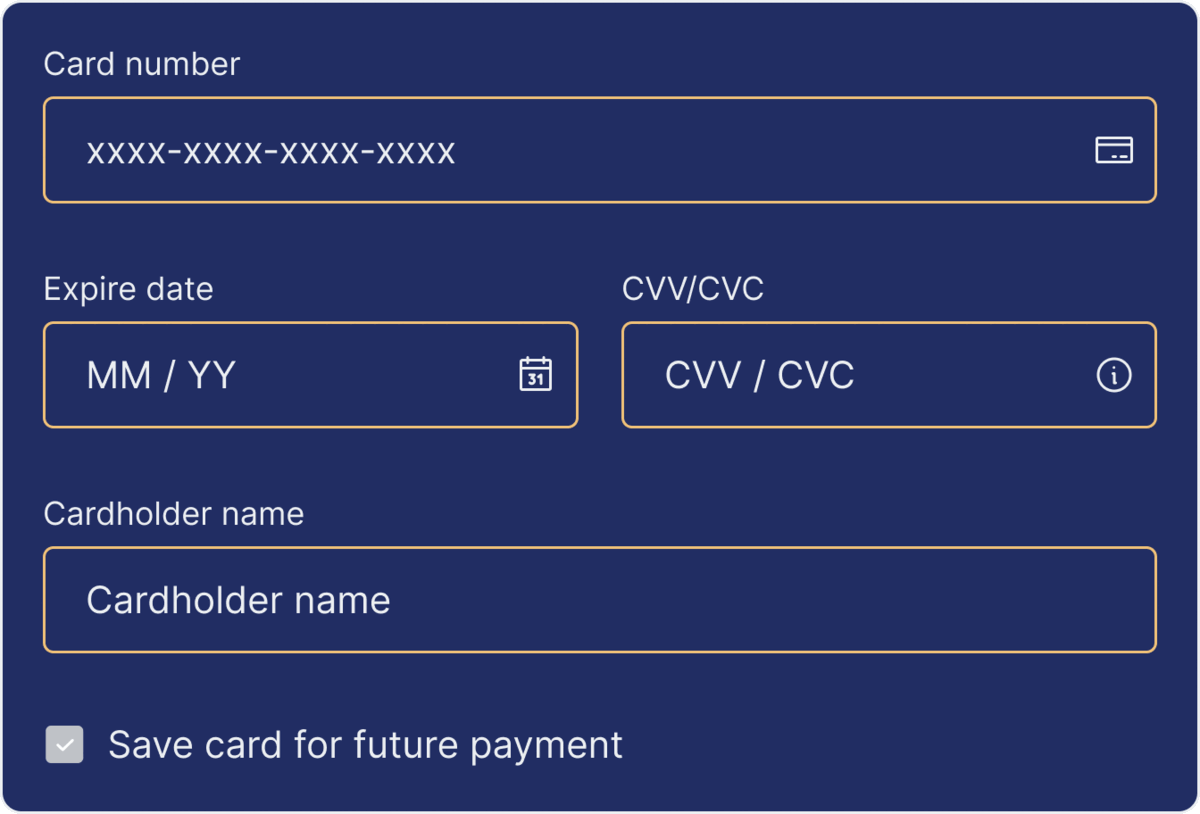 Card number
xxxx-xxxx-xxxx-xxxx
Expire date
CVV/CVC
MM / YY
31
CVV / CVC
Cardholder name
Cardholder name
Save card for future payment